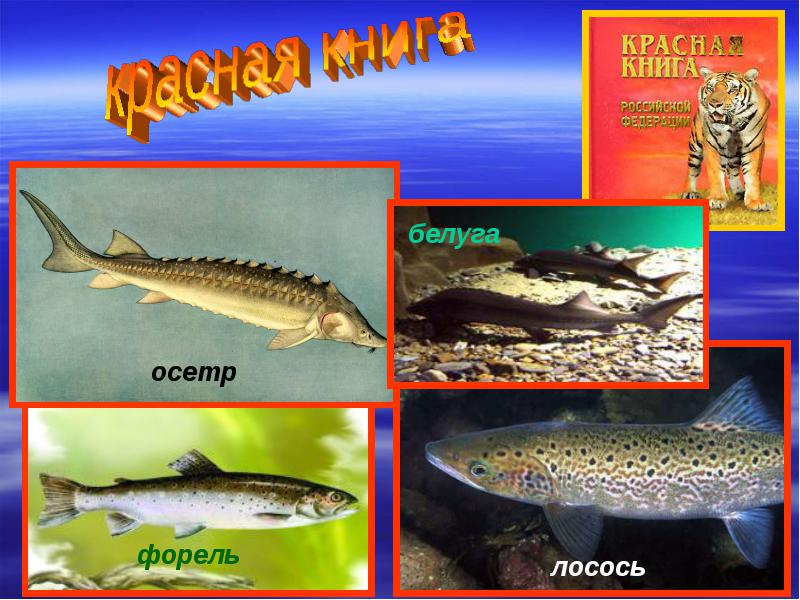 красная книга
КРАСНАЯ
КНИГА
РОССИЙСКОЙ
ФЕДЕРАЦИИ
белуга
осетр
форель
лосось